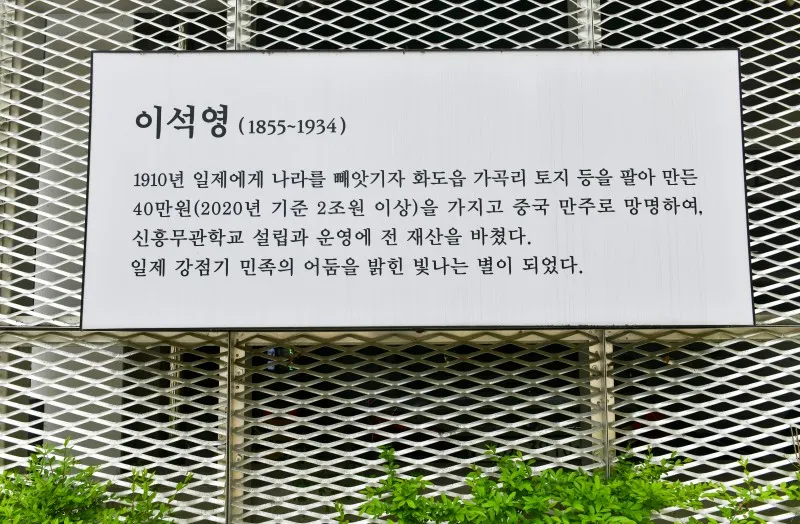 이석영 (1855~1934)
1910년 일제에게 나라를 빼앗기자 화도읍 가곡리 토지 등을 팔아 만든
40만원(2020년 기준 2조원 이상)을 가지고 중국 만주로 망명하여,
신흥무관학교 설립과 운영에 전 재산을 바쳤다.
일제 강점기 민족의 어둠을 밝힌 빛나는 별이 되었다.